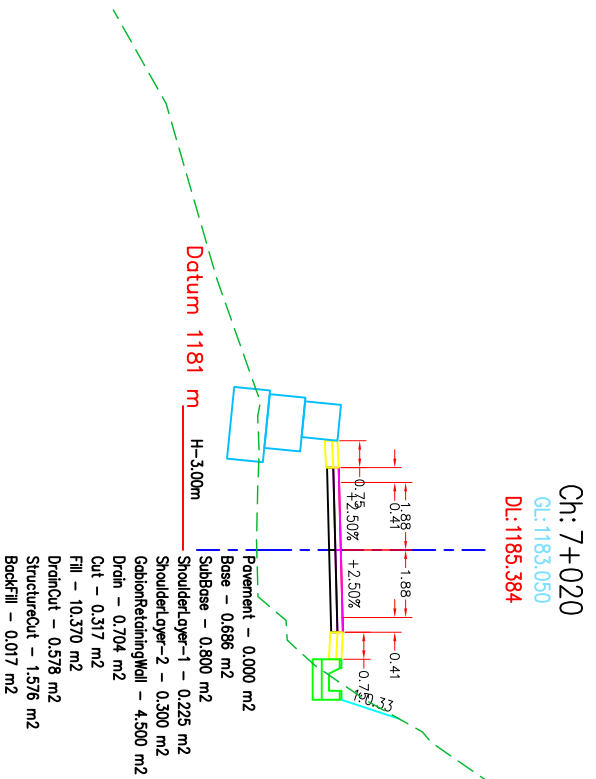 Ch: 7+020
GL:1183.050
DL:1185.384
1.88
1.88
0.41
0.41
0.75
0.75
+2.50%
+2.50%
Datum 1181 m
H-3.00m
Pavement - 0.000 m2
Base - 0.686 m2
SubBase - 0.800 m2
ShoulderLayer-1 - 0.225 m2
ShoulderLayer-2 - 0.300 m2
GabionRetainingWall - 4.500 m2
Drain - 0.704 m2
Cut - 0.317 m2
Fill - 10.370 m2
DrainCut - 0.578 m2
StructureCut - 1.576 m2
BackFill - 0.017 m2